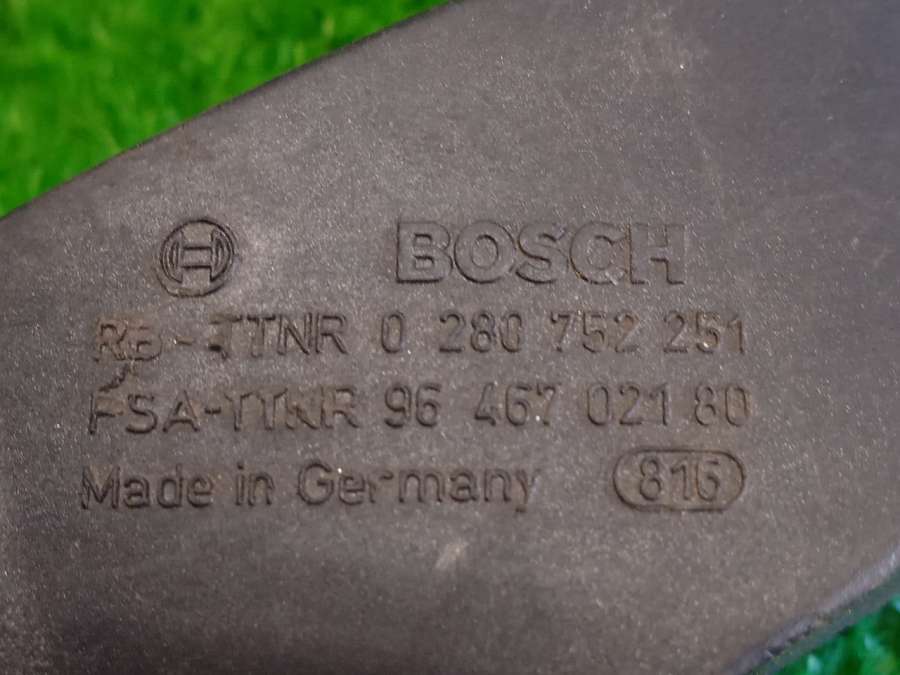 BOSCH
RB-TTNR 0 280 752 251
FSA-TTNR 96 467 021 80
Made in Germany 816